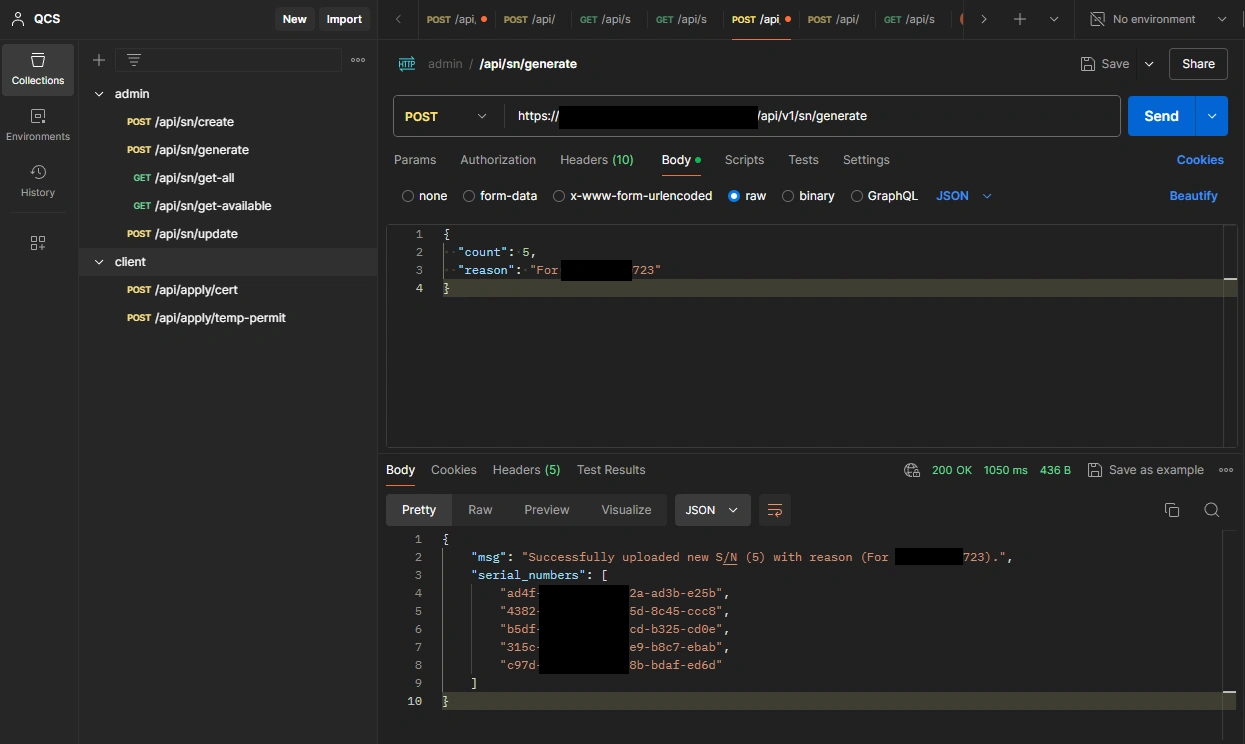 QCS
New
Import
POST /api,
POST /api/
GET /api/s
GET /api/s
POST /api,
POST /api/
GET /api/s
No environment
Collections
Environments
History
admin
POST /api/sn/create
POST /api/sn/generate
GET /api/sn/get-all
GET /api/sn/get-available
POST /api/sn/update
client
POST /api/apply/cert
POST /api/apply/temp-permit
HTTP admin / /api/sn/generate
Save
Share
POST
https:// /api/v1/sn/generate
Send
Params Authorization Headers (10) Body Scripts Tests Settings
Cookies
none form-data x-www-form-urlencoded raw binary GraphQL JSON
Beautify
1 {
2 "count": 5,
3 "reason": "For 723"
4 }
Body Cookies Headers (5) Test Results
200 OK 1050 ms 436 B
Save as example
Pretty Raw Preview Visualize JSON
1 {
2 "msg": "Successfully uploaded new S/N (5) with reason (For 723).",
3 "serial_numbers": [
4 "ad4f- 2a-ad3b-e25b",
5 "4382- 5d-8c45-ccc8",
6 "b5df- cd-b325-cd0e",
7 "315c- e9-b8c7-ebab",
8 "c97d- 8b-bdaf-ed6d"
9 ]
10 }